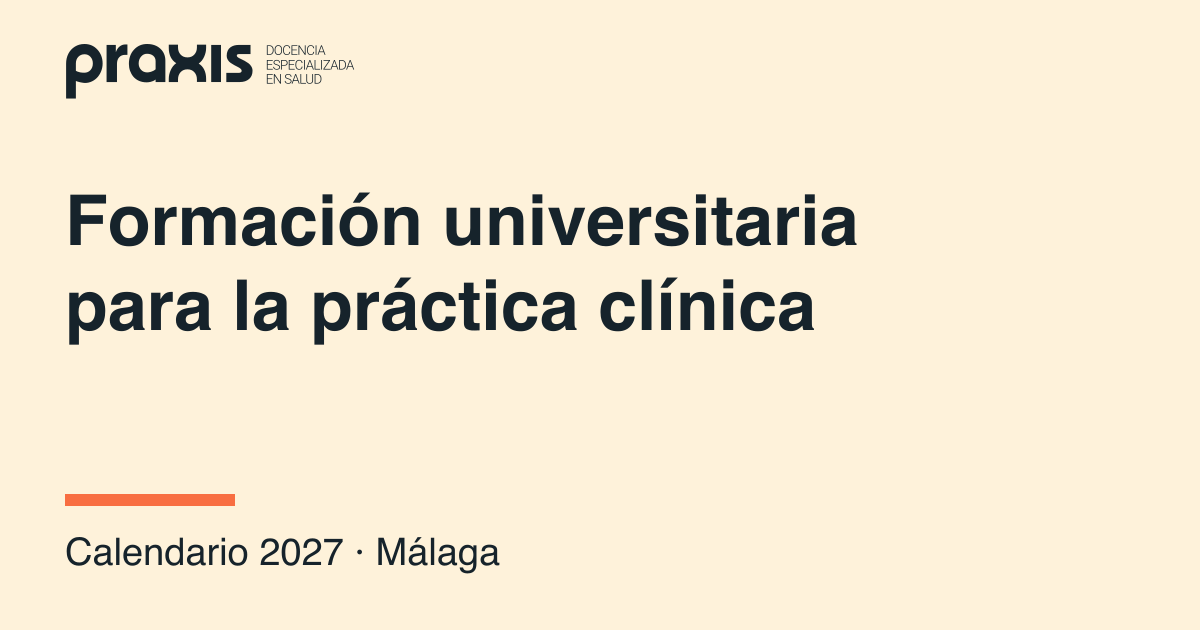 praxis
DOCENCIA
ESPECIALIZADA
EN SALUD
Formación universitaria
para la práctica clínica
Calendario 2027 · Málaga